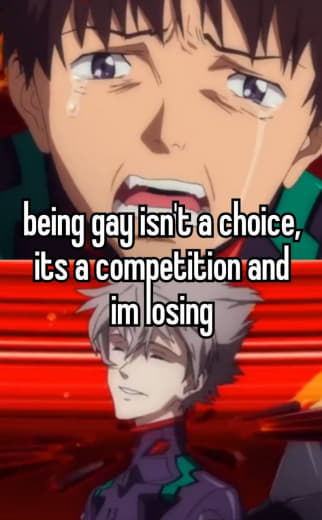 being gay isn't a choice,
its a competition and
im losing